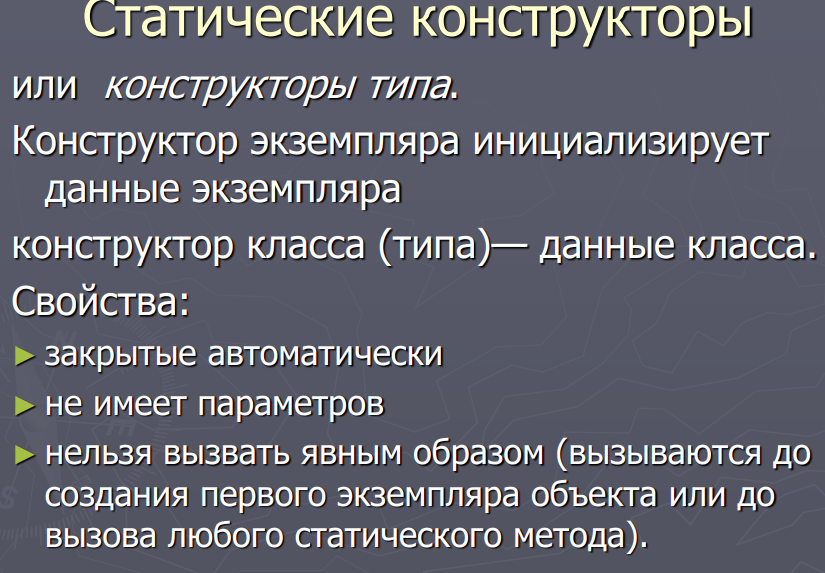 Статические конструкторы
или конструкторы типа.
Конструктор экземпляра инициализирует
данные экземпляра
конструктор класса (типа)— данные класса.
Свойства:
► закрытые автоматически
► не имеет параметров
► нельзя вызвать явным образом (вызываются до
создания первого экземпляра объекта или до
вызова любого статического метода).